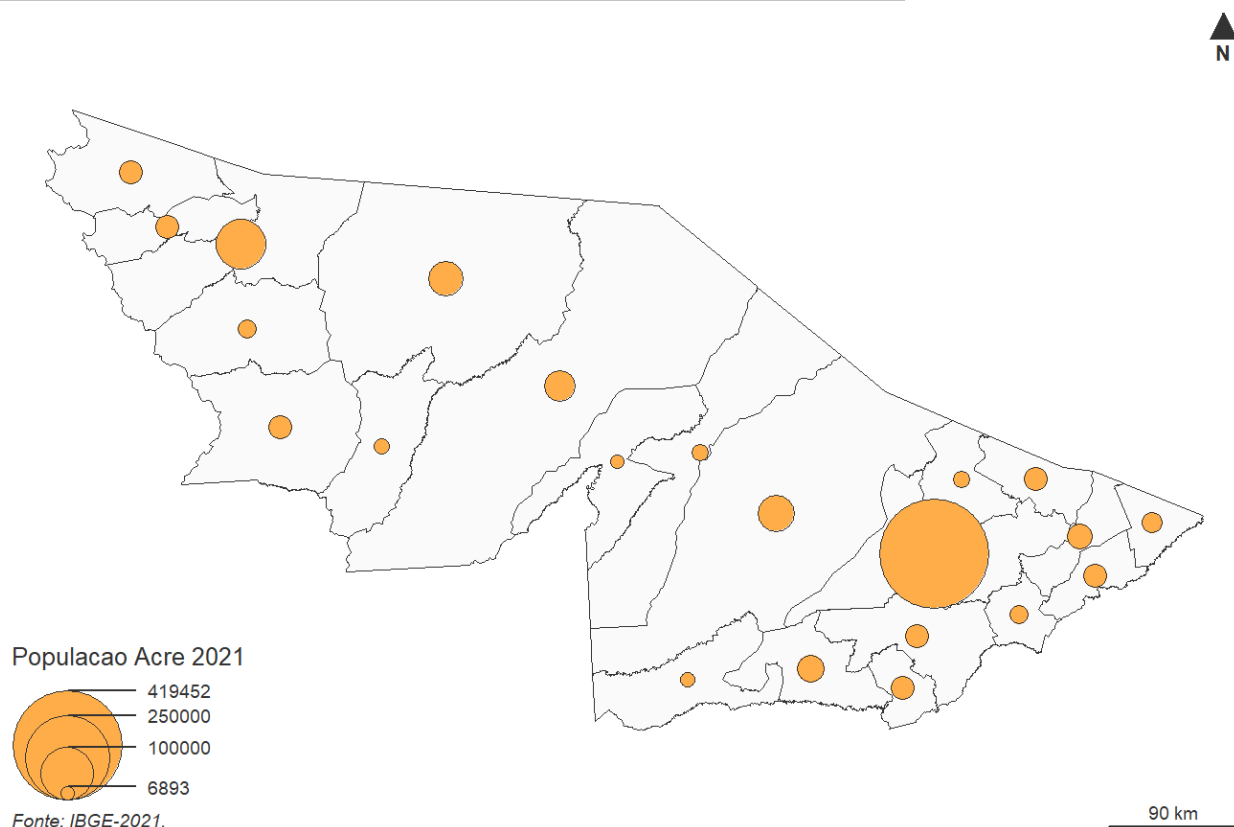 N
Populacao Acre 2021
419452
250000
100000
6893
Fonte: IBGE-2021.
90 km